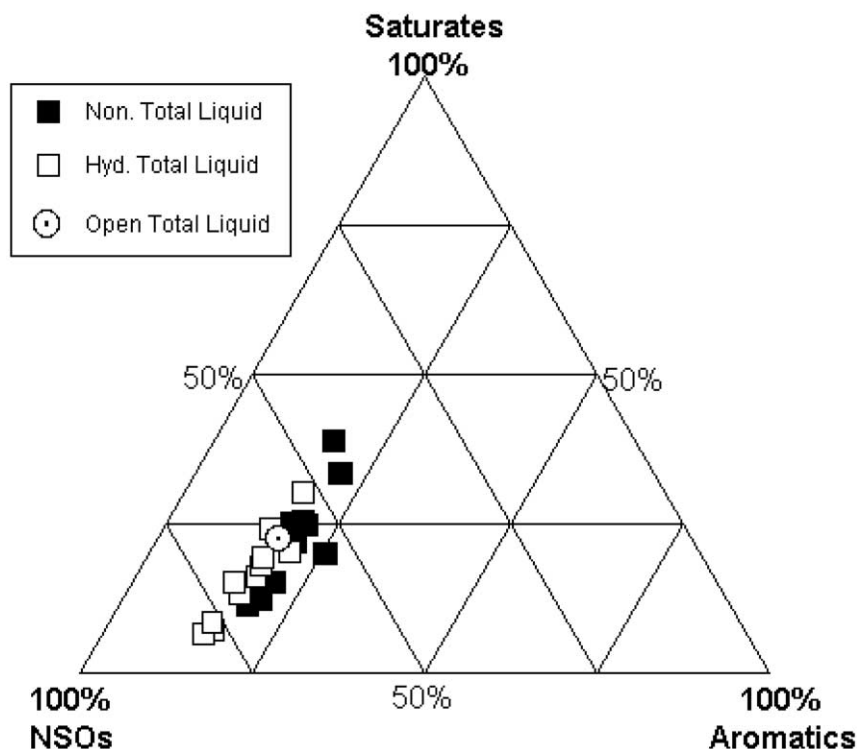 Saturates
100%
Non. Total Liquid
Hyd. Total Liquid
Open Total Liquid
50%
50%
100%
NSOs
50%
100%
Aromatics